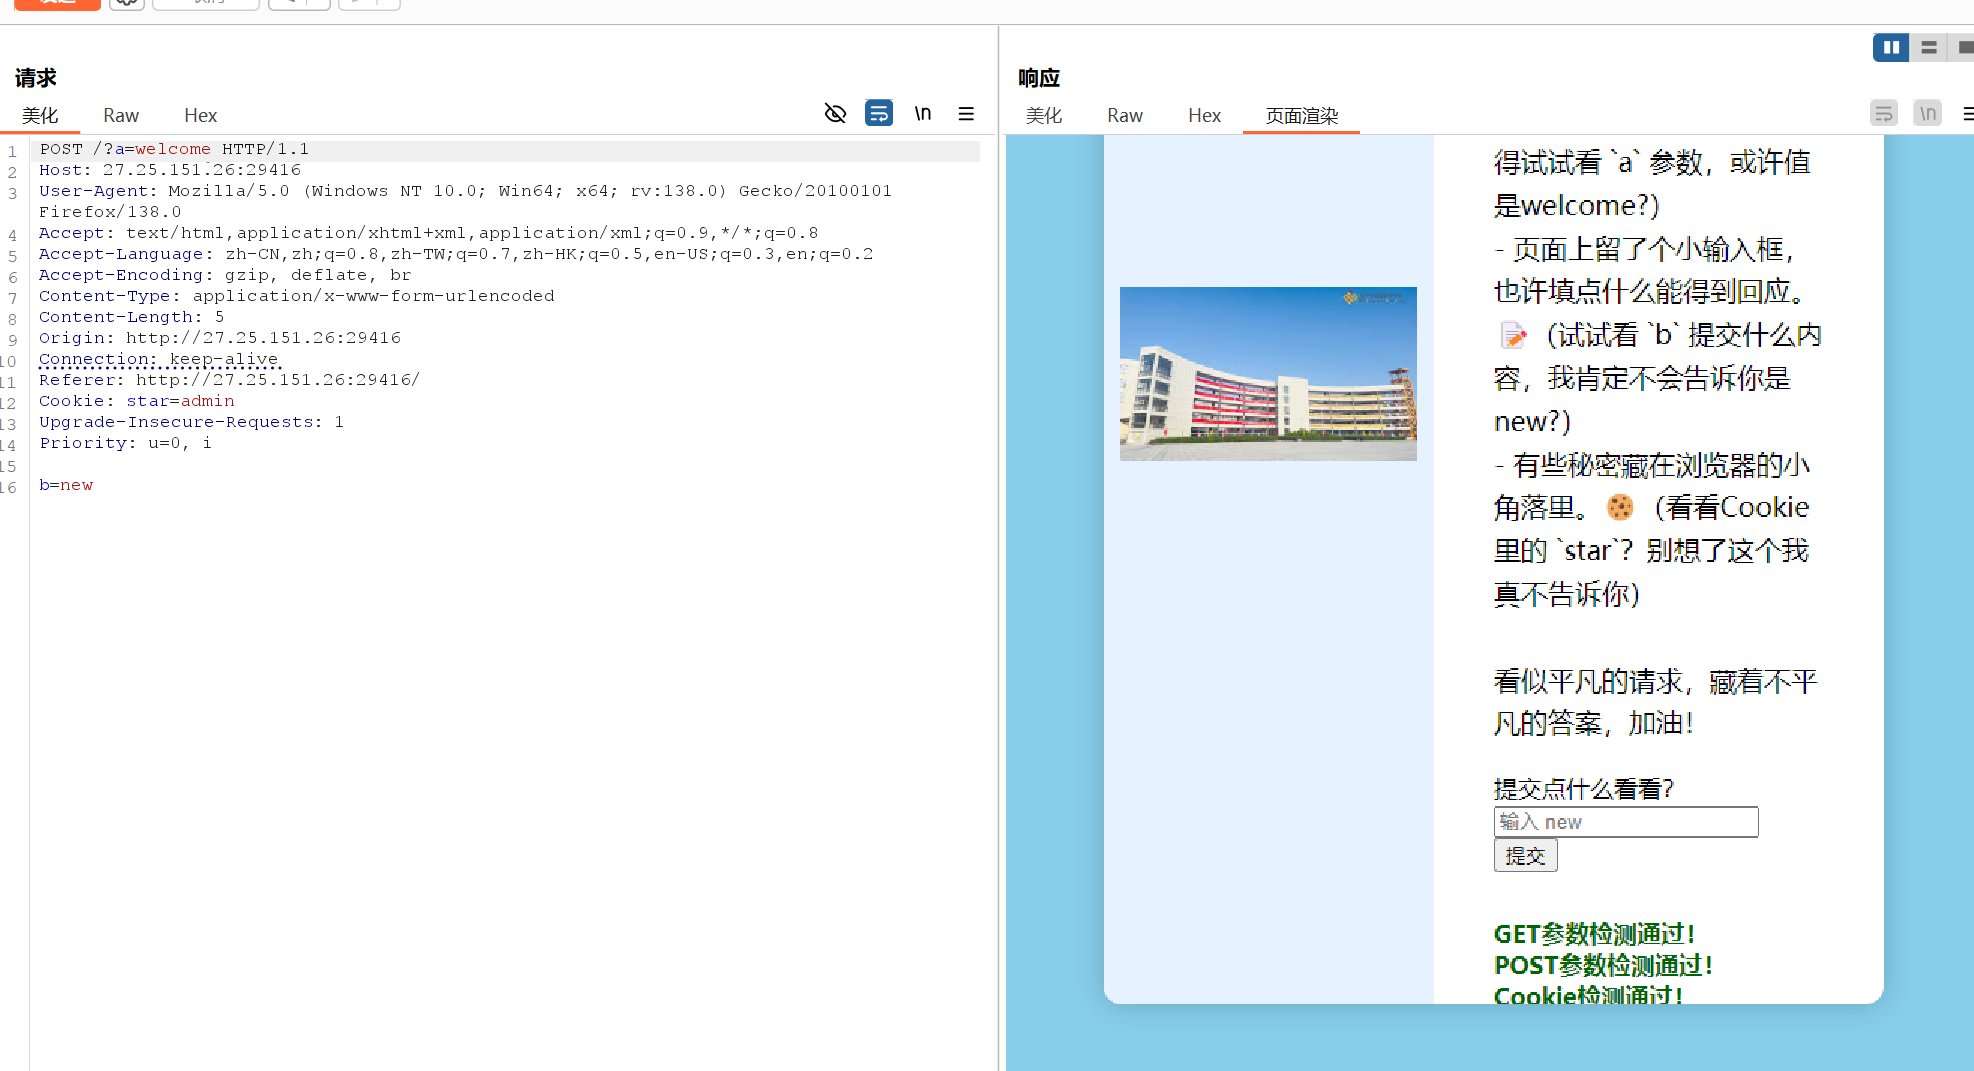 请求
美化 Raw Hex \n
1 POST /?a=welcome HTTP/1.1
2 Host: 27.25.151.26:29416
3 User-Agent: Mozilla/5.0 (Windows NT 10.0; Win64; x64; rv:138.0) Gecko/20100101
Firefox/138.0
4 Accept: text/html,application/xhtml+xml,application/xml;q=0.9,*/*;q=0.8
5 Accept-Language: zh-CN,zh;q=0.8,zh-TW;q=0.7,zh-HK;q=0.5,en-US;q=0.3,en;q=0.2
6 Accept-Encoding: gzip, deflate, br
7 Content-Type: application/x-www-form-urlencoded
8 Content-Length: 5
9 Origin: http://27.25.151.26:29416
10 Connection: keep-alive
11 Referer: http://27.25.151.26:29416/
12 Cookie: star=admin
13 Upgrade-Insecure-Requests: 1
14 Priority: u=0, i
15
16 b=new
响应
美化 Raw Hex 页面渲染 \n
得试试看 `a` 参数，或许值
是welcome?）
- 页面上留了个小输入框，
也许填点什么能得到回应。
📝（试试看 `b` 提交什么内
容，我肯定不会告诉你是
new?）
- 有些秘密藏在浏览器的小
角落里。🍪（看看Cookie
里的 `star`？别想了这个我
真不告诉你）
看似平凡的请求，藏着不平
凡的答案，加油！
提交点什么看看？
输入 new
提交
GET参数检测通过！
POST参数检测通过！
Cookie检测通过！